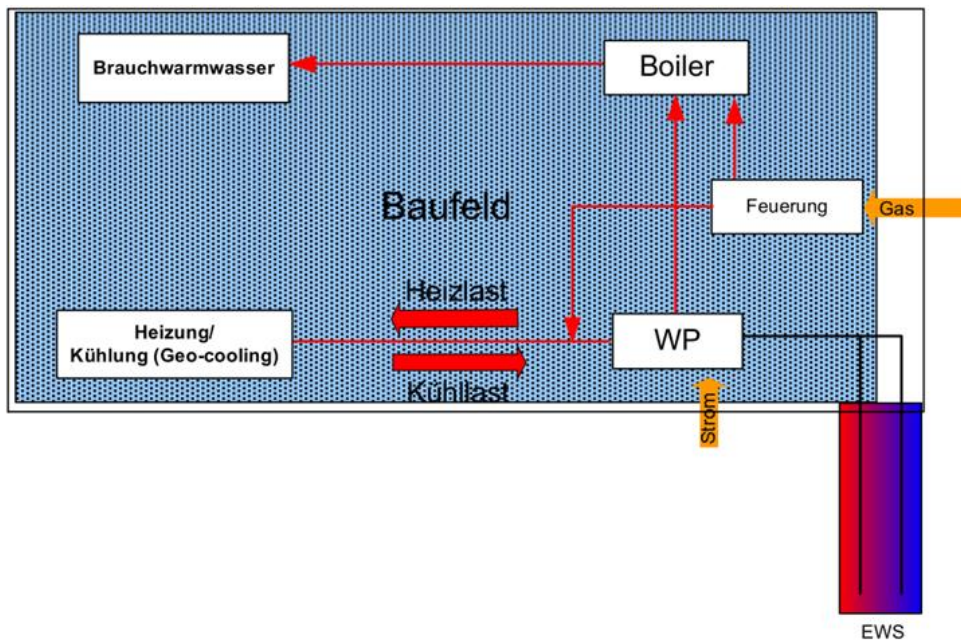 Brauchwarmwasser
Boiler
Feuerung
Gas
Baufeld
Heizlast
Heizung/
Kühlung (Geo-cooling)
WP
Kühllast
Strom
EWS